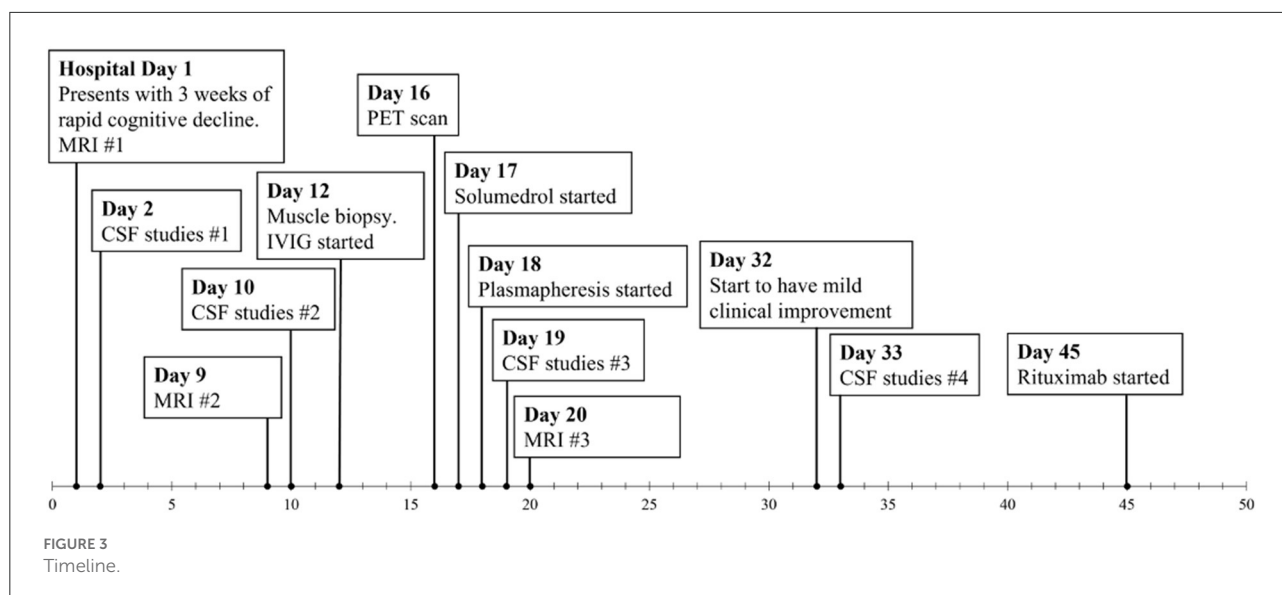 Hospital Day 1
Presents with 3 weeks of
rapid cognitive decline.
MRI #1
Day 2
CSF studies #1
Day 9
MRI #2
Day 10
CSF studies #2
Day 12
Muscle biopsy.
IVIG started
Day 16
PET scan
Day 17
Solumedrol started
Day 18
Plasmapheresis started
Day 19
CSF studies #3
Day 20
MRI #3
Day 32
Start to have mild
clinical improvement
Day 33
CSF studies #4
Day 45
Rituximab started
0 5 10 15 20 25 30 35 40 45 50
FIGURE 3
Timeline.